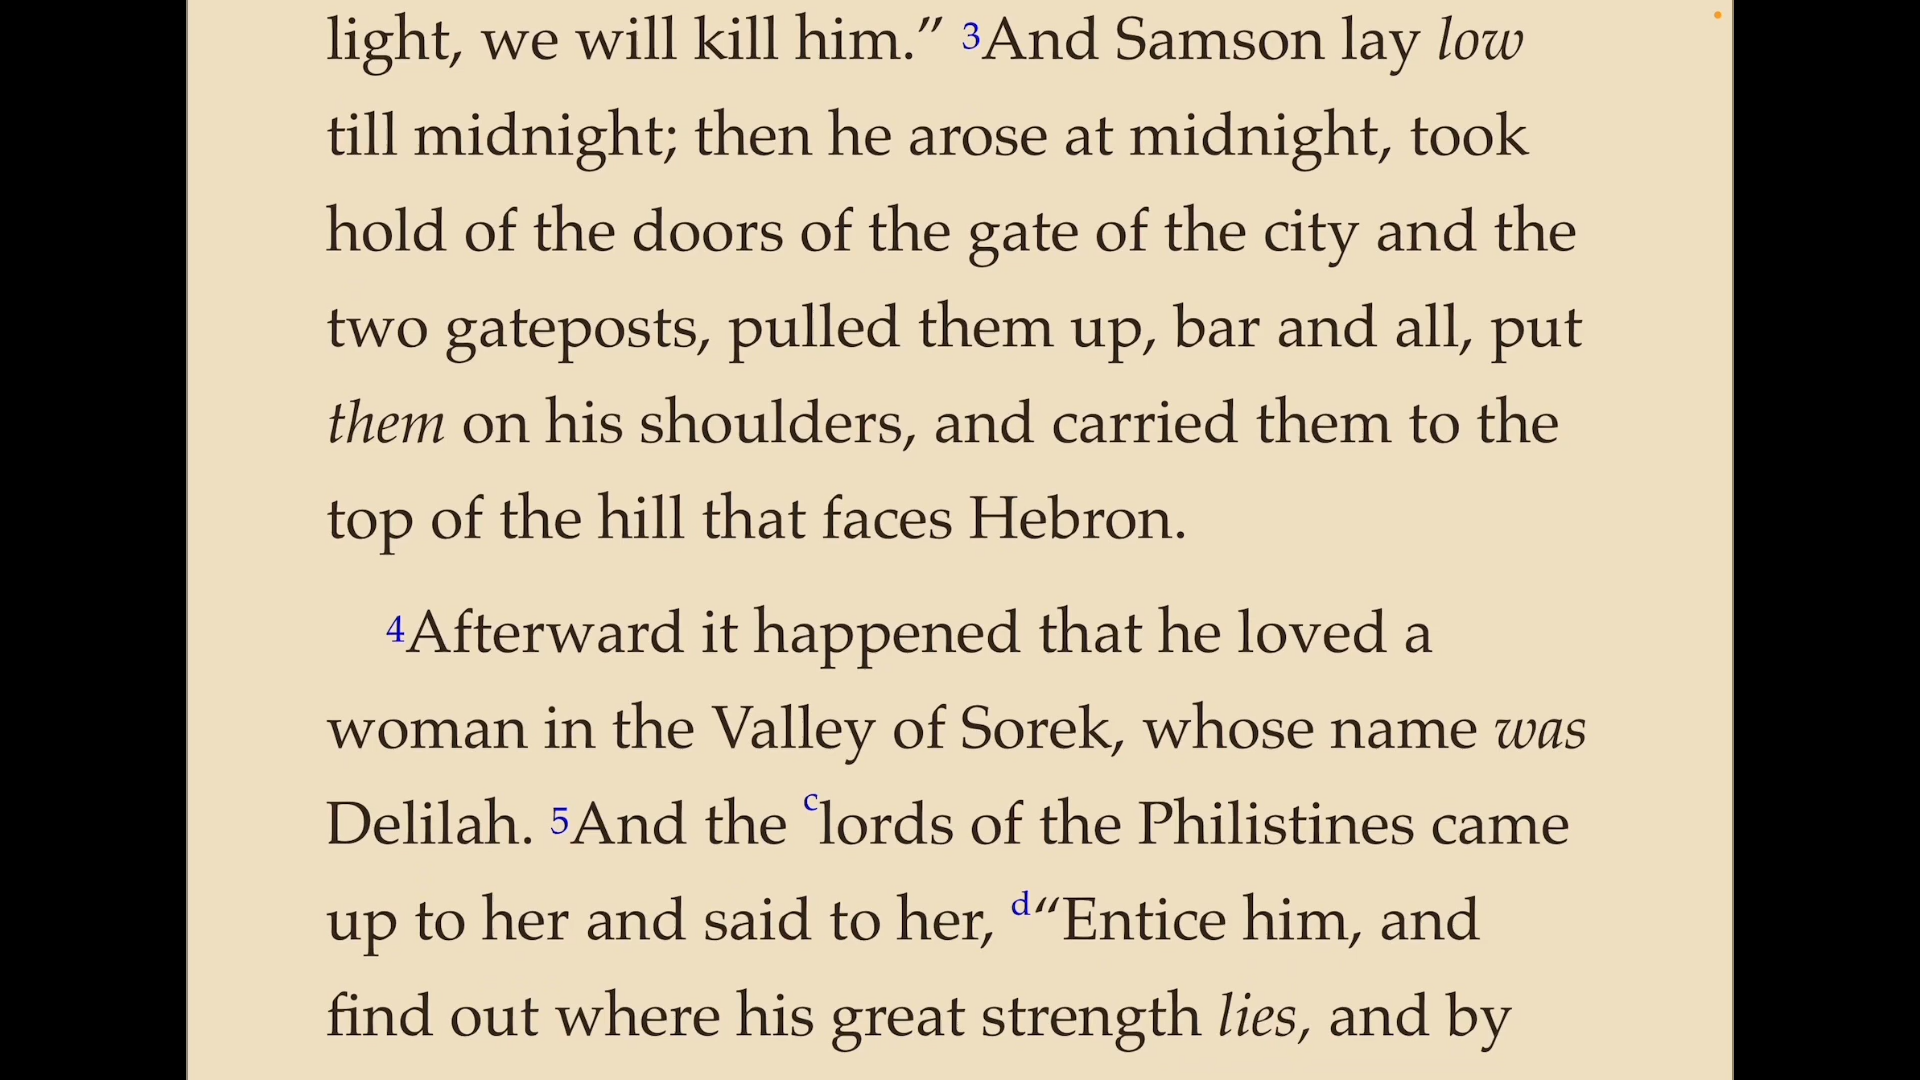 light, we will kill him.” 3And Samson lay low
till midnight; then he arose at midnight, took
hold of the doors of the gate of the city and the
two gateposts, pulled them up, bar and all, put
them on his shoulders, and carried them to the
top of the hill that faces Hebron.
4Afterward it happened that he loved a
woman in the Valley of Sorek, whose name was
Delilah. 5And the clords of the Philistines came
up to her and said to her, d“Entice him, and
find out where his great strength lies, and by